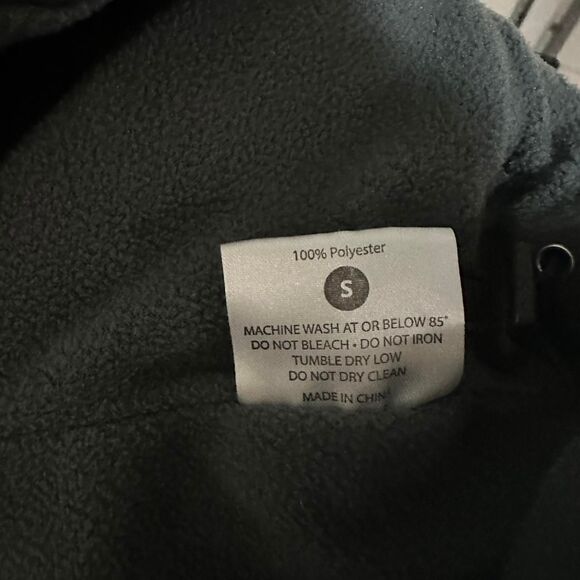 100% Polyester
S
MACHINE WASH AT OR BELOW 85°
DO NOT BLEACH • DO NOT IRON
TUMBLE DRY LOW
DO NOT DRY CLEAN
MADE IN CHINA